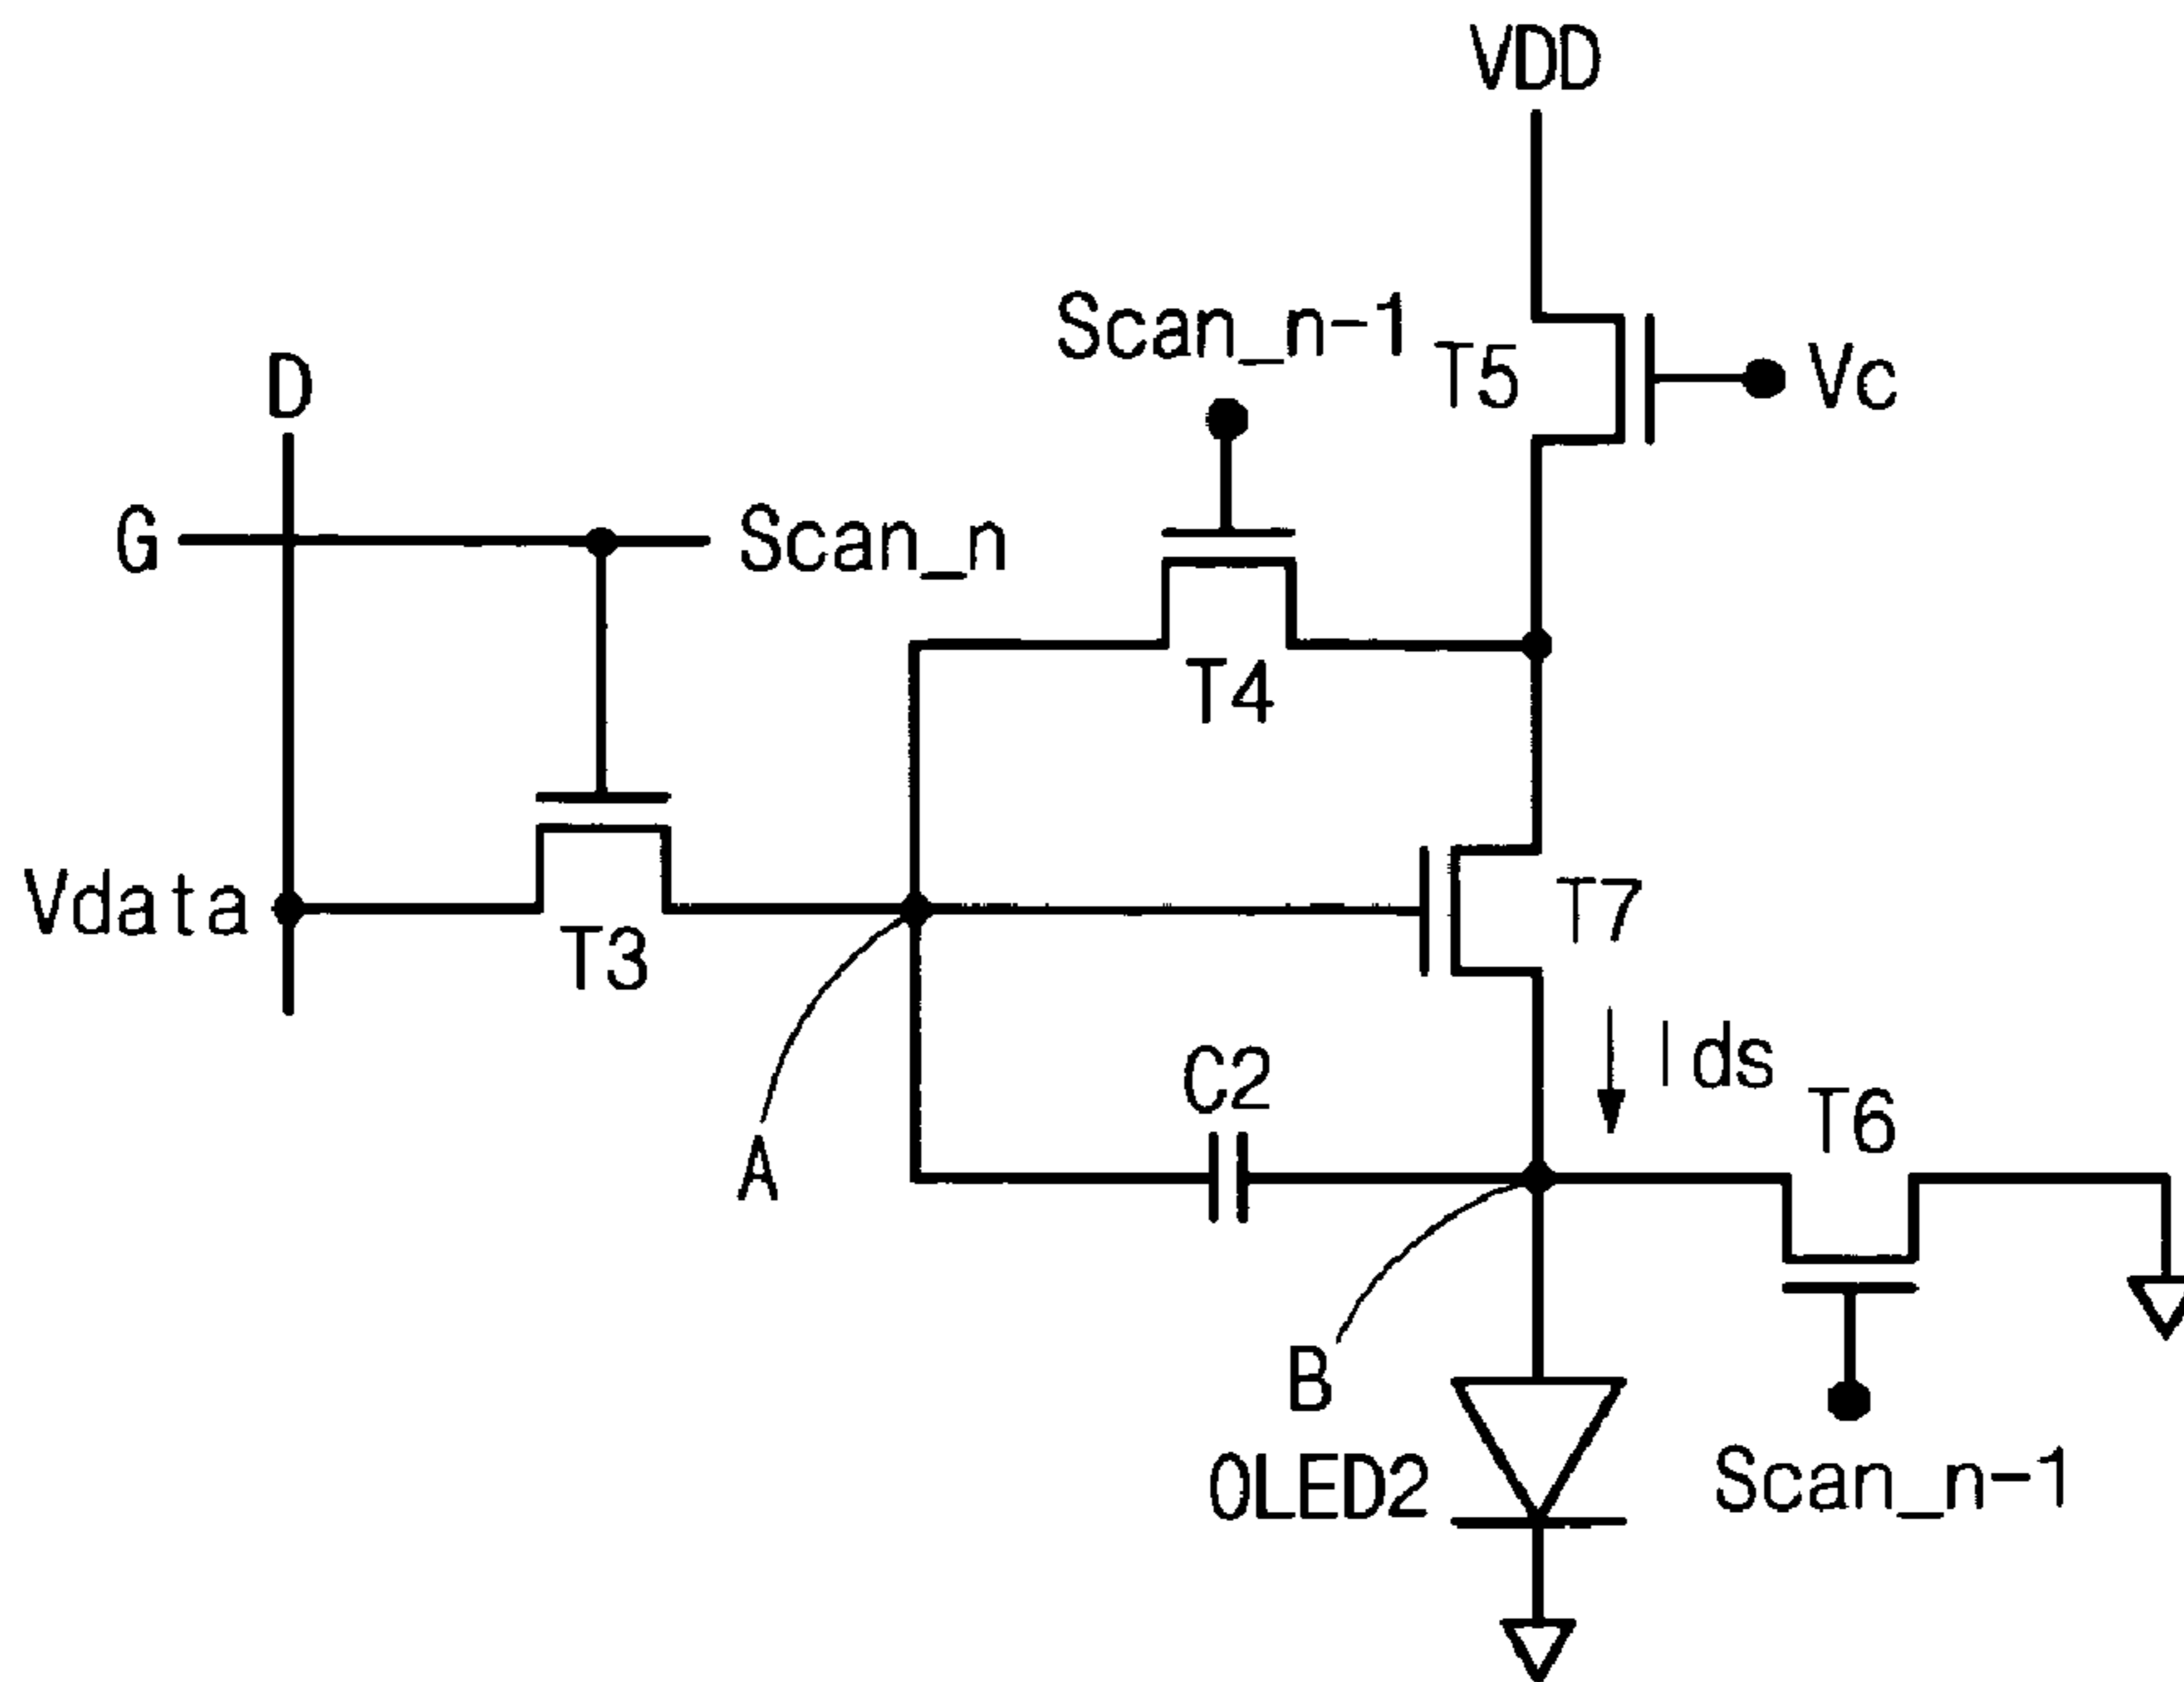 VDD
Scan_n-1
T5
Vc
D
G
Scan_n
T4
Vdata
T3
T7
Ids
C2
T6
A
B
OLED2
Scan_n-1